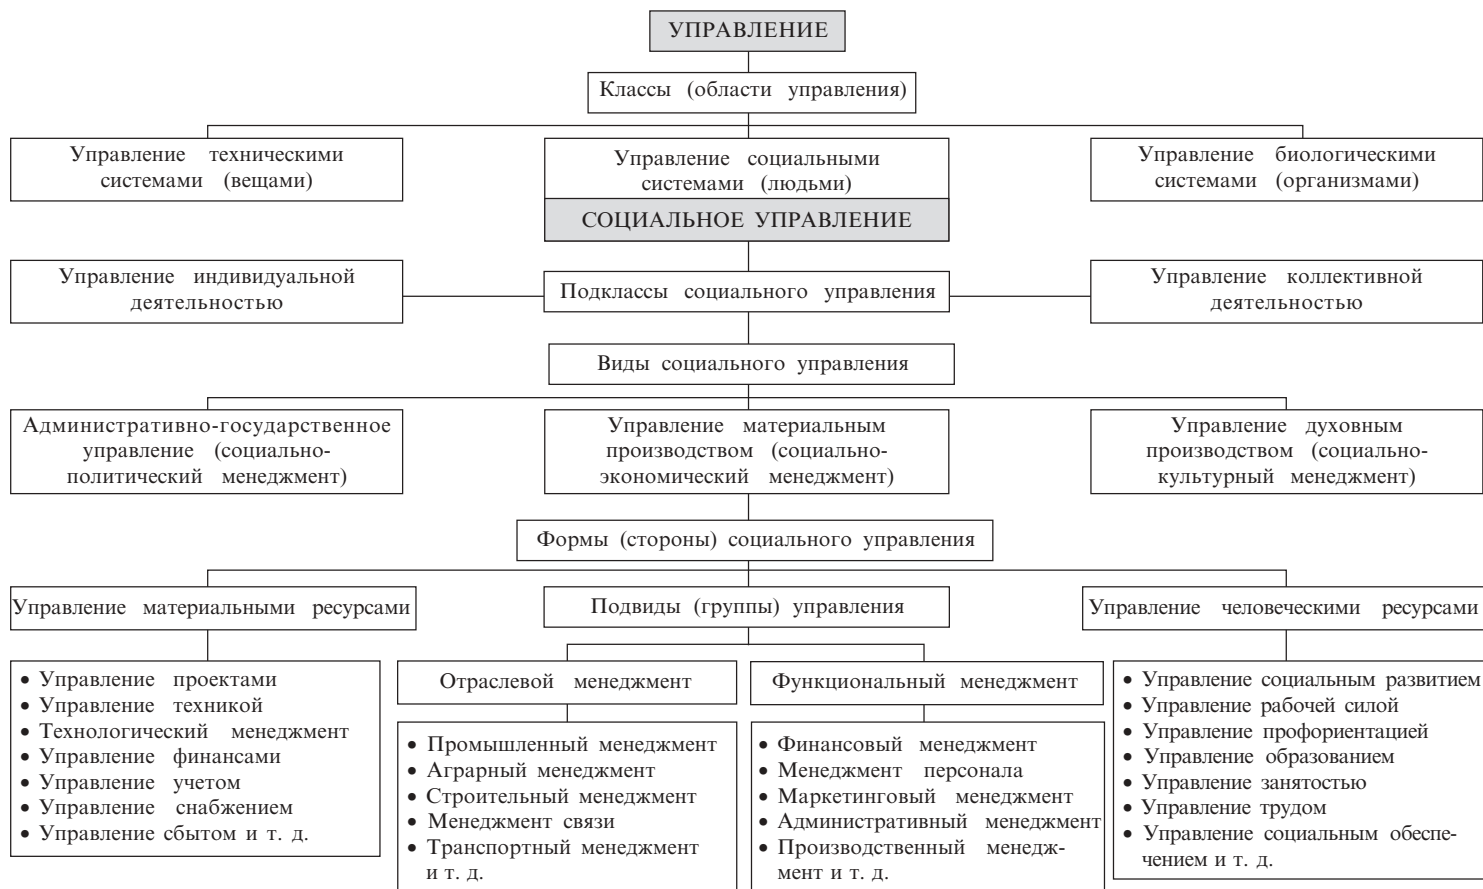 УПРАВЛЕНИЕ
Классы (области управления)
Управление техническими
системами (вещами)
Управление социальными
системами (людьми)
СОЦИАЛЬНОЕ УПРАВЛЕНИЕ
Управление биологическими
системами (организмами)
Управление индивидуальной
деятельностью
Подклассы социального управления
Управление коллективной
деятельностью
Виды социального управления
Административно-государственное
управление (социально-
политический менеджмент)
Управление материальным
производством (социально-
экономический менеджмент)
Управление духовным
производством (социально-
культурный менеджмент)
Формы (стороны) социального управления
Управление материальными ресурсами
Подвиды (группы) управления
Управление человеческими ресурсами
• Управление проектами
• Управление техникой
• Технологический менеджмент
• Управление финансами
• Управление учетом
• Управление снабжением
• Управление сбытом и т. д.
Отраслевой менеджмент
• Промышленный менеджмент
• Аграрный менеджмент
• Строительный менеджмент
• Менеджмент связи
• Транспортный менеджмент
и т. д.
Функциональный менеджмент
• Финансовый менеджмент
• Менеджмент персонала
• Маркетинговый менеджмент
• Административный менеджмент
• Производственный менедж-
мент и т. д.
• Управление социальным развитием
• Управление рабочей силой
• Управление профориентацией
• Управление образованием
• Управление занятостью
• Управление трудом
• Управление социальным обеспе-
чением и т. д.